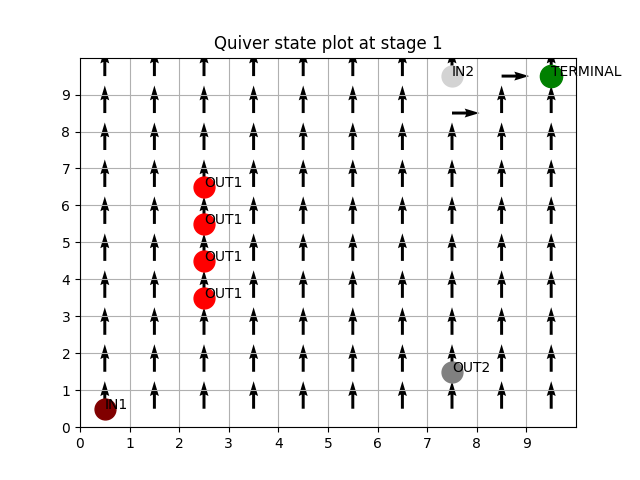 Quiver state plot at stage 1
IN2
TERMINAL
9
8
7
OUT1
6
OUT1
5
OUT1
4
OUT1
3
2
OUT2
1
IN1
0
0 1 2 3 4 5 6 7 8 9